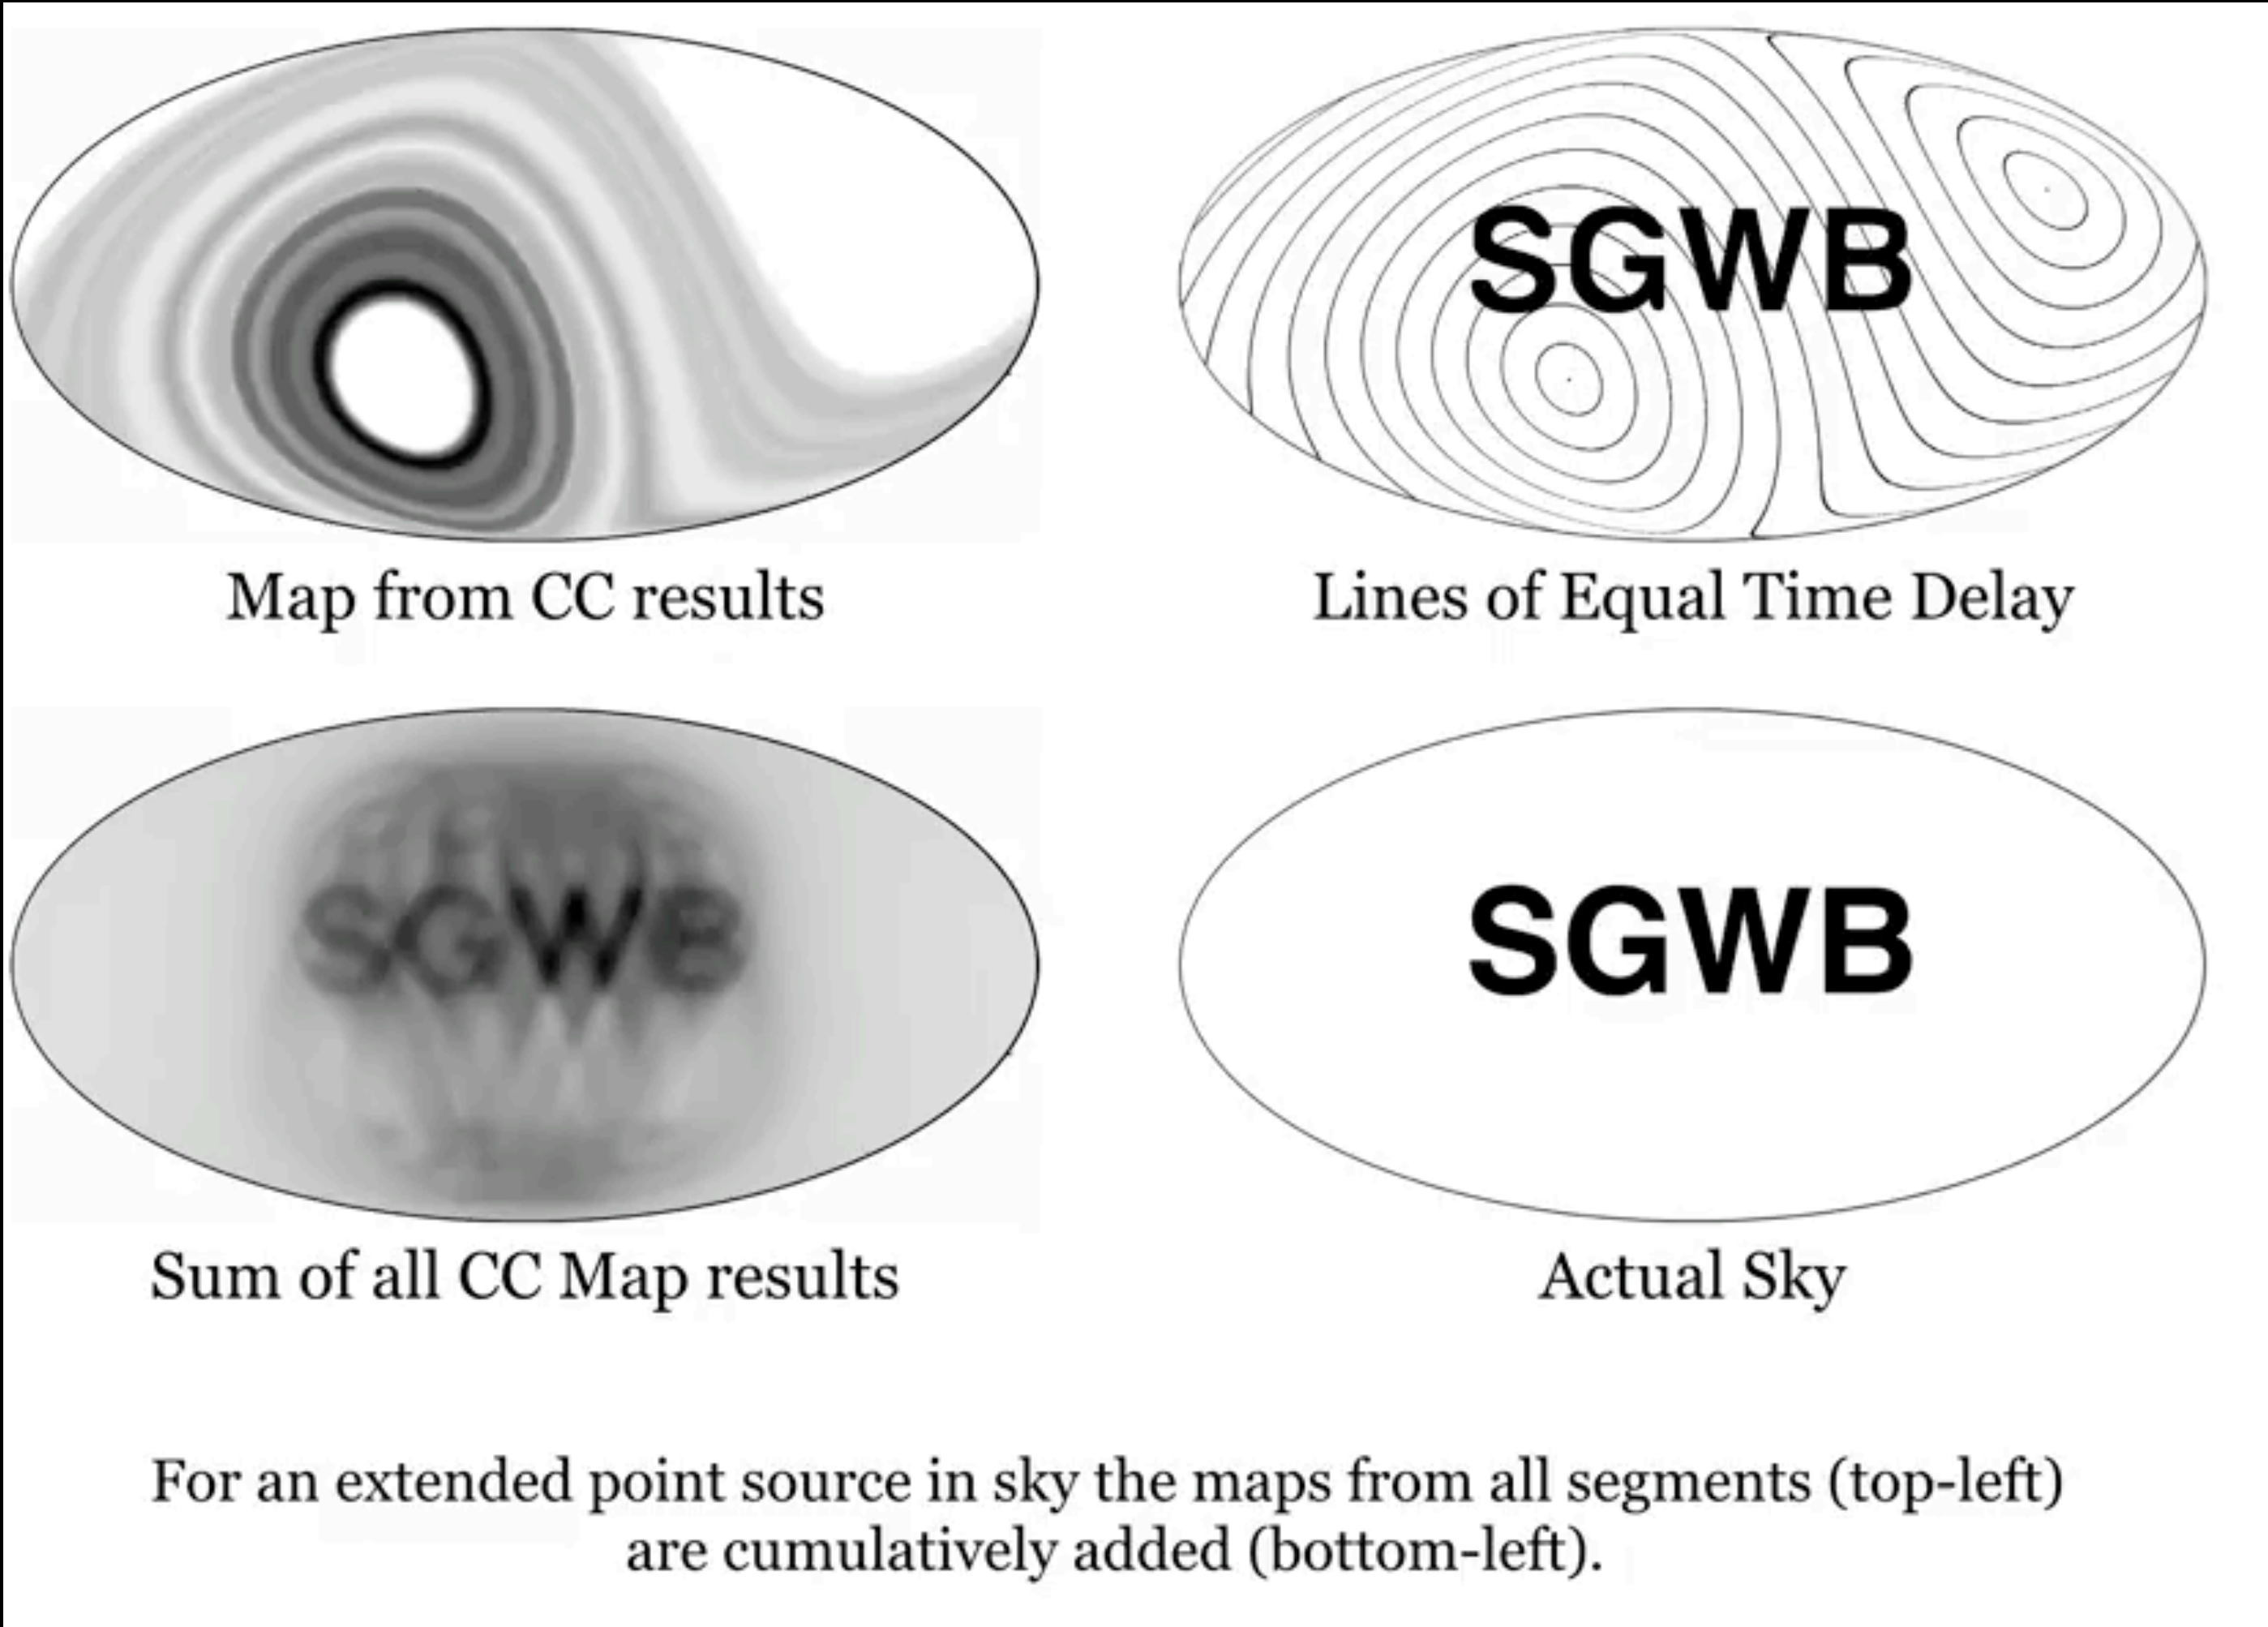 SGWB
Map from CC results
Lines of Equal Time Delay
SGWB
SGWB
Sum of all CC Map results
Actual Sky
For an extended point source in sky the maps from all segments (top-left)
are cumulatively added (bottom-left).